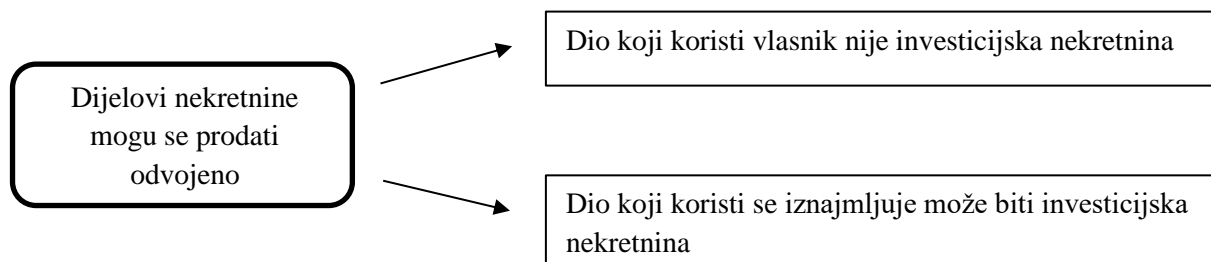 Dio koji koristi vlasnik nije investicijska nekretnina
Dijelovi nekretnine
mogu se prodati
odvojeno
Dio koji koristi se iznajmljuje može biti investicijska
nekretnina